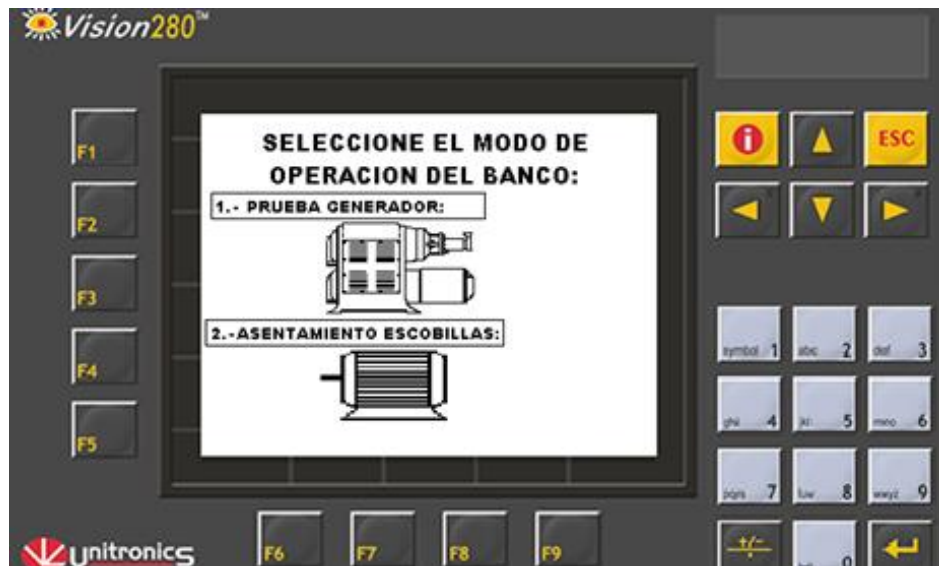 Vision280™
SELECCIONE EL MODO DE
OPERACION DEL BANCO:
1.- PRUEBA GENERADOR:
2.-ASENTAMIENTO ESCOBILLAS:
F1
F2
F3
F4
F5
F6
F7
F8
F9
i
ESC
symbol 1
abc 2
def 3
ghi 4
jkl 5
mno 6
pqrs 7
tuv 8
wxyz 9
+/-
0
unitronics